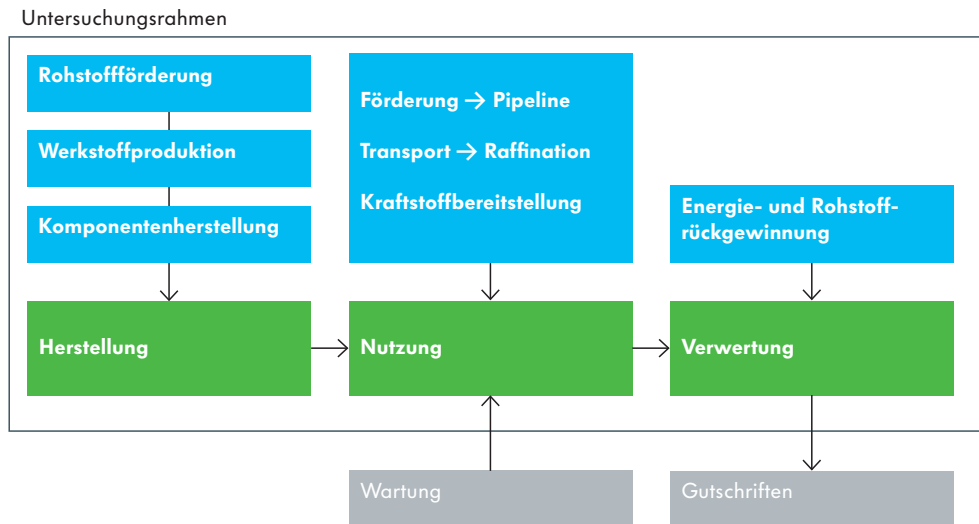 Untersuchungsrahmen
Rohstoffförderung
Werkstoffproduktion
Komponentenherstellung
Förderung → Pipeline
Transport → Raffination
Kraftstoffbereitstellung
Energie- und Rohstoff-
rückgewinnung
Herstellung
Nutzung
Verwertung
Wartung
Gutschriften